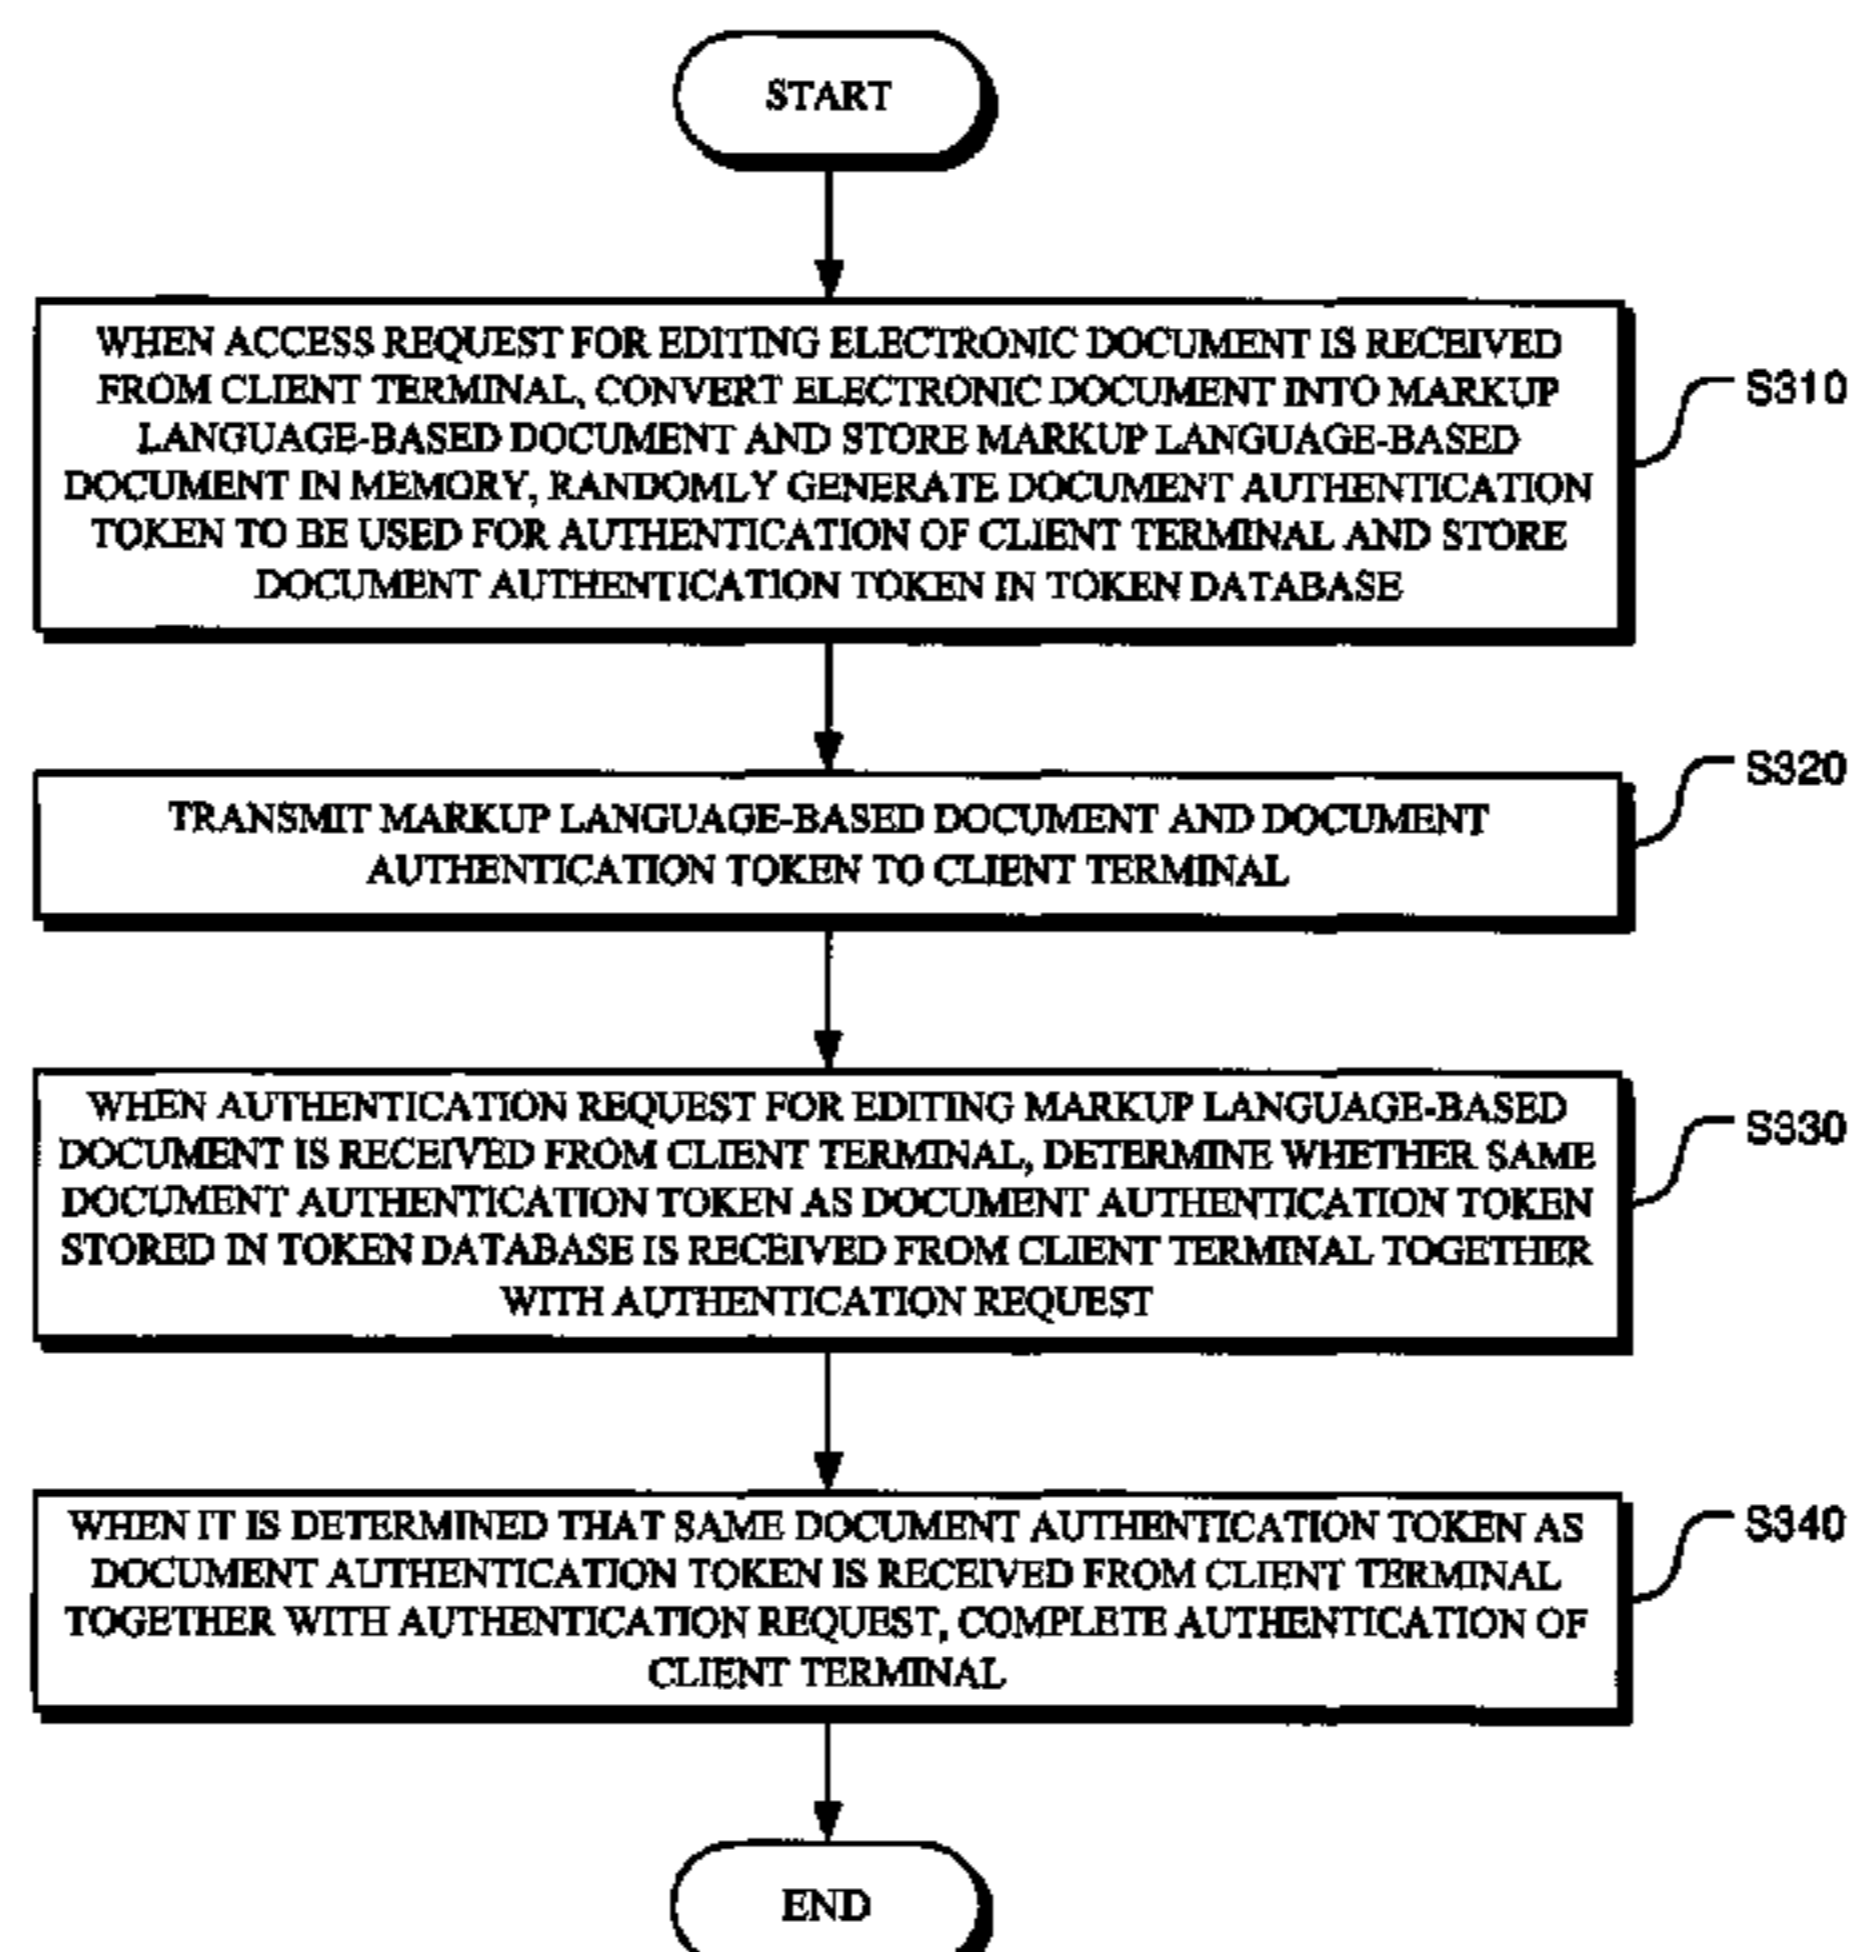 START
WHEN ACCESS REQUEST FOR EDITING ELECTRONIC DOCUMENT IS RECEIVED
FROM CLIENT TERMINAL, CONVERT ELECTRONIC DOCUMENT INTO MARKUP
LANGUAGE-BASED DOCUMENT AND STORE MARKUP LANGUAGE-BASED
DOCUMENT IN MEMORY, RANDOMLY GENERATE DOCUMENT AUTHENTICATION
TOKEN TO BE USED FOR AUTHENTICATION OF CLIENT TERMINAL AND STORE
DOCUMENT AUTHENTICATION TOKEN IN TOKEN DATABASE
S310
TRANSMIT MARKUP LANGUAGE-BASED DOCUMENT AND DOCUMENT
AUTHENTICATION TOKEN TO CLIENT TERMINAL
S320
WHEN AUTHENTICATION REQUEST FOR EDITING MARKUP LANGUAGE-BASED
DOCUMENT IS RECEIVED FROM CLIENT TERMINAL, DETERMINE WHETHER SAME
DOCUMENT AUTHENTICATION TOKEN AS DOCUMENT AUTHENTICATION TOKEN
STORED IN TOKEN DATABASE IS RECEIVED FROM CLIENT TERMINAL TOGETHER
WITH AUTHENTICATION REQUEST
S330
WHEN IT IS DETERMINED THAT SAME DOCUMENT AUTHENTICATION TOKEN AS
DOCUMENT AUTHENTICATION TOKEN IS RECEIVED FROM CLIENT TERMINAL
TOGETHER WITH AUTHENTICATION REQUEST, COMPLETE AUTHENTICATION OF
CLIENT TERMINAL
S340
END